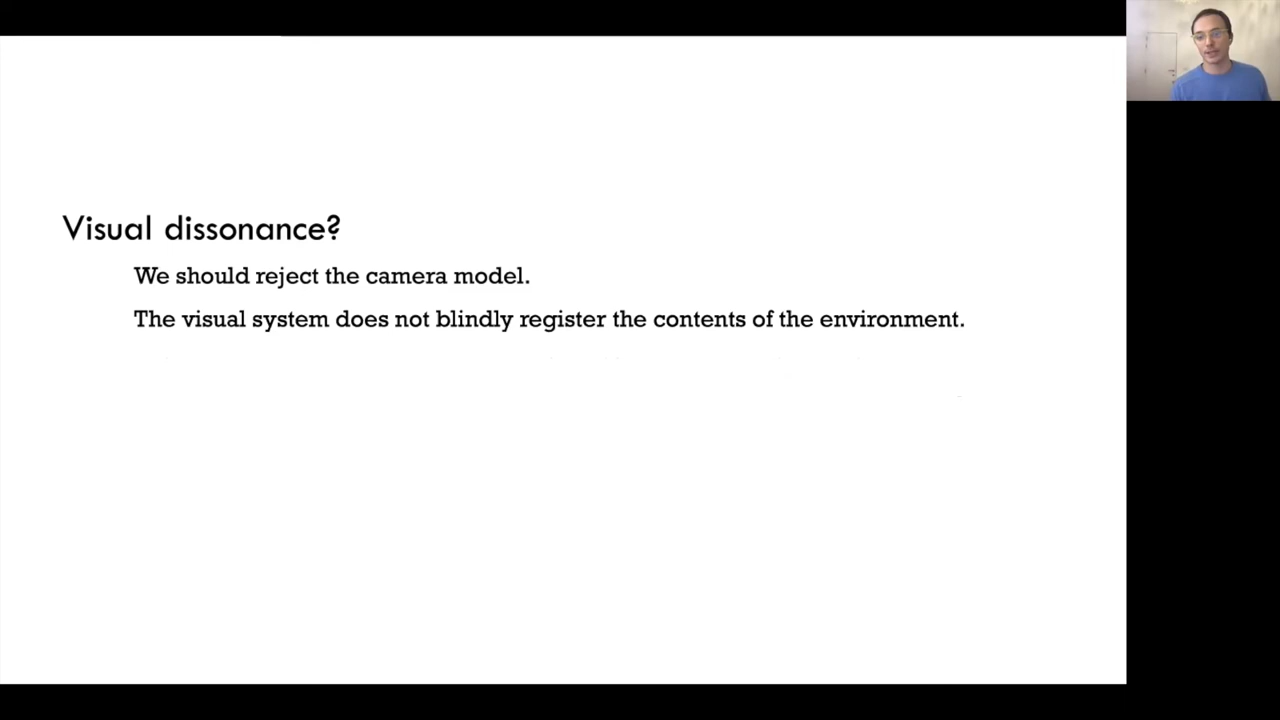 Visual dissonance?
We should reject the camera model.
The visual system does not blindly register the contents of the environment.